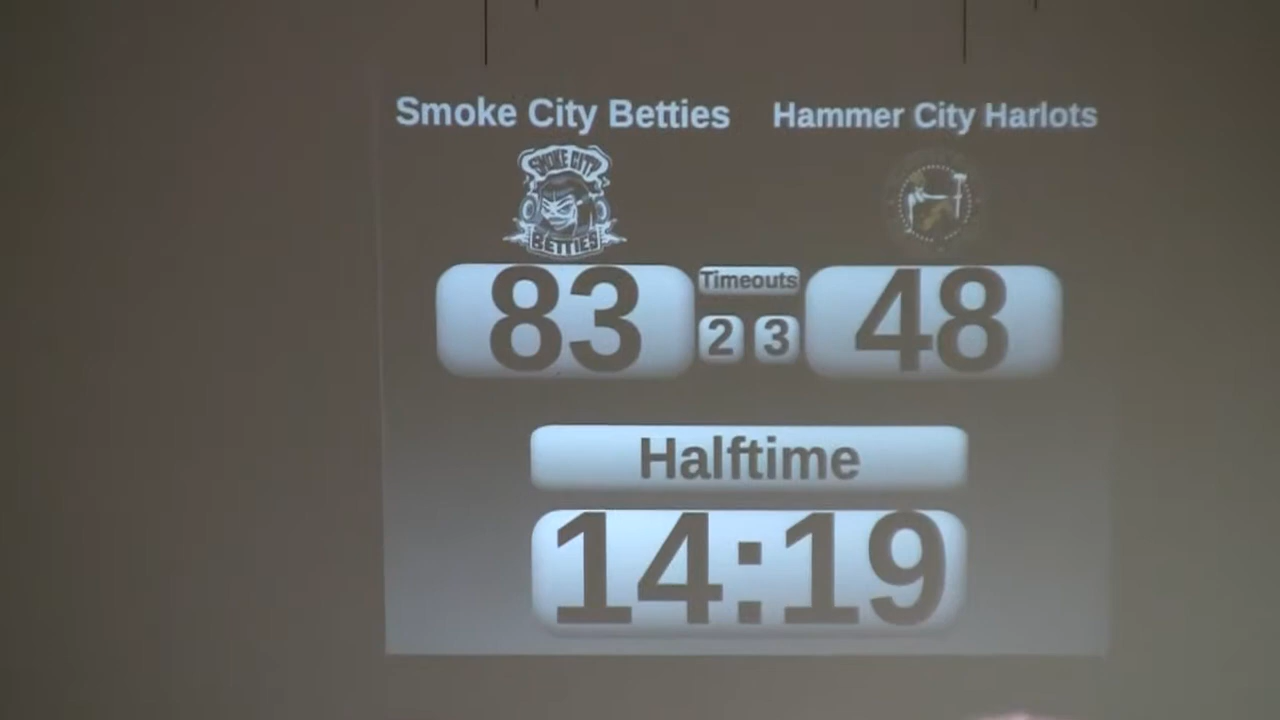 Smoke City Betties
Hammer City Harlots
SMOKE CITY
BETTIES
83
Timeouts
48
2 3
Halftime
14:19